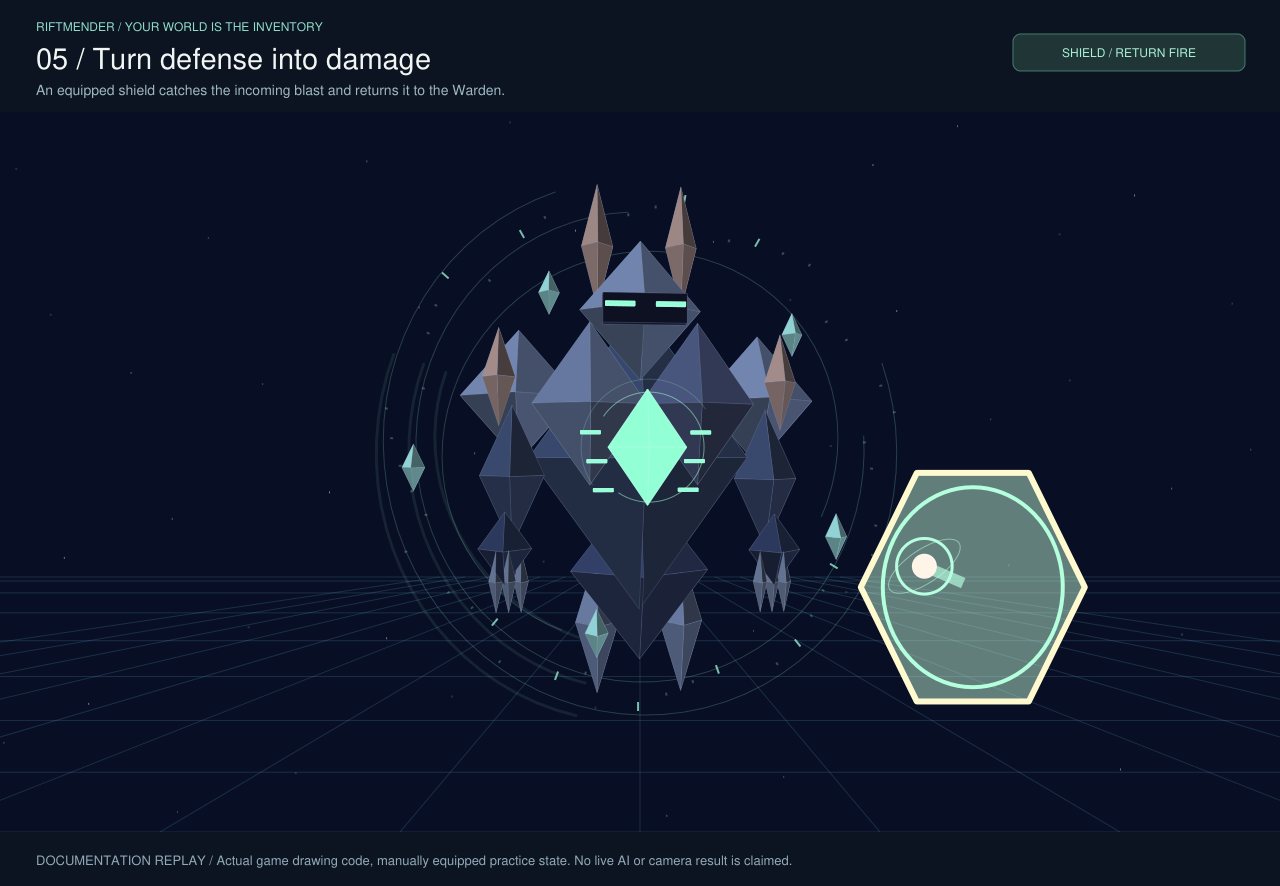 RIFTMENDER / YOUR WORLD IS THE INVENTORY
05 / Turn defense into damage
An equipped shield catches the incoming blast and returns it to the Warden.
SHIELD / RETURN FIRE
DOCUMENTATION REPLAY / Actual game drawing code, manually equipped practice state. No live AI or camera result is claimed.